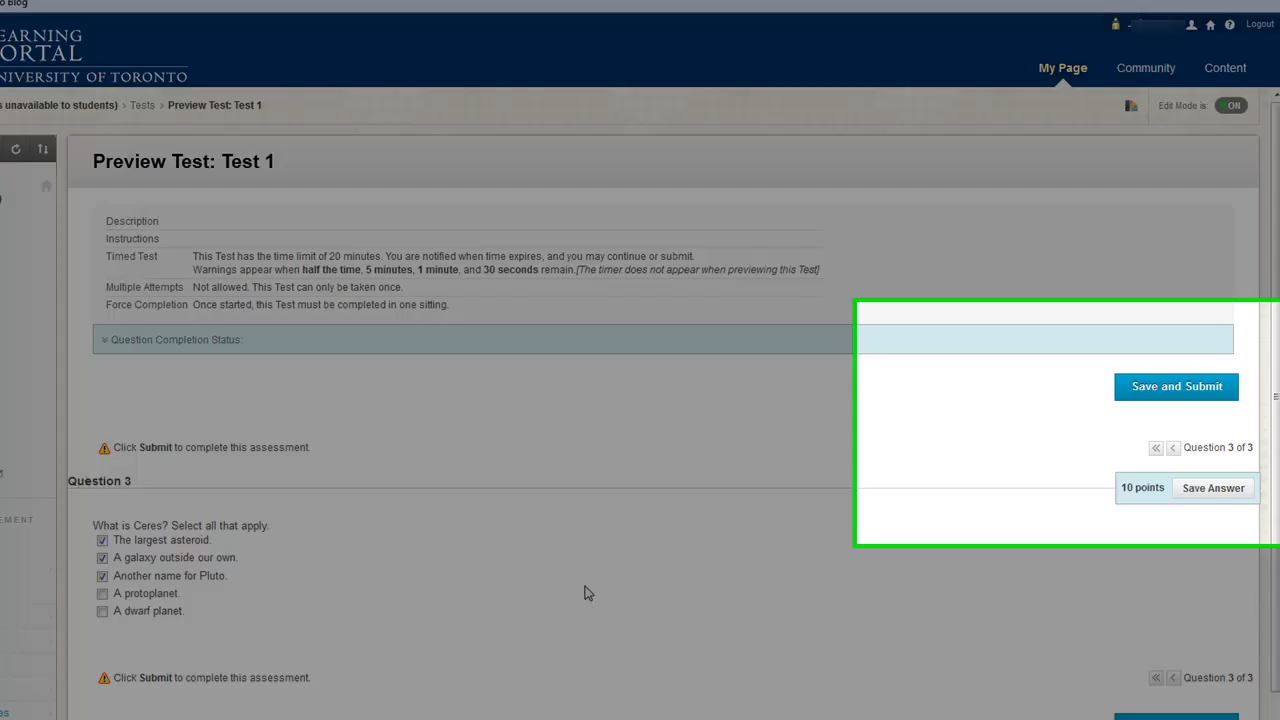 o Blog
EARNING
ORTAL
NIVERSITY OF TORONTO
Logout
My Page Community Content
s unavailable to students) › Tests › Preview Test: Test 1
Edit Mode is: ON
Preview Test: Test 1
Description
Instructions
Timed Test This Test has the time limit of 20 minutes. You are notified when time expires, and you may continue or submit.
Warnings appear when half the time, 5 minutes, 1 minute, and 30 seconds remain.[The timer does not appear when previewing this Test]
Multiple Attempts Not allowed. This Test can only be taken once.
Force Completion Once started, this Test must be completed in one sitting.
Question Completion Status:
Save and Submit
Click Submit to complete this assessment.
Question 3 of 3
Question 3
10 points Save Answer
EMENT
What is Ceres? Select all that apply.
The largest asteroid.
A galaxy outside our own.
Another name for Pluto.
A protoplanet.
A dwarf planet.
Click Submit to complete this assessment.
Question 3 of 3
es